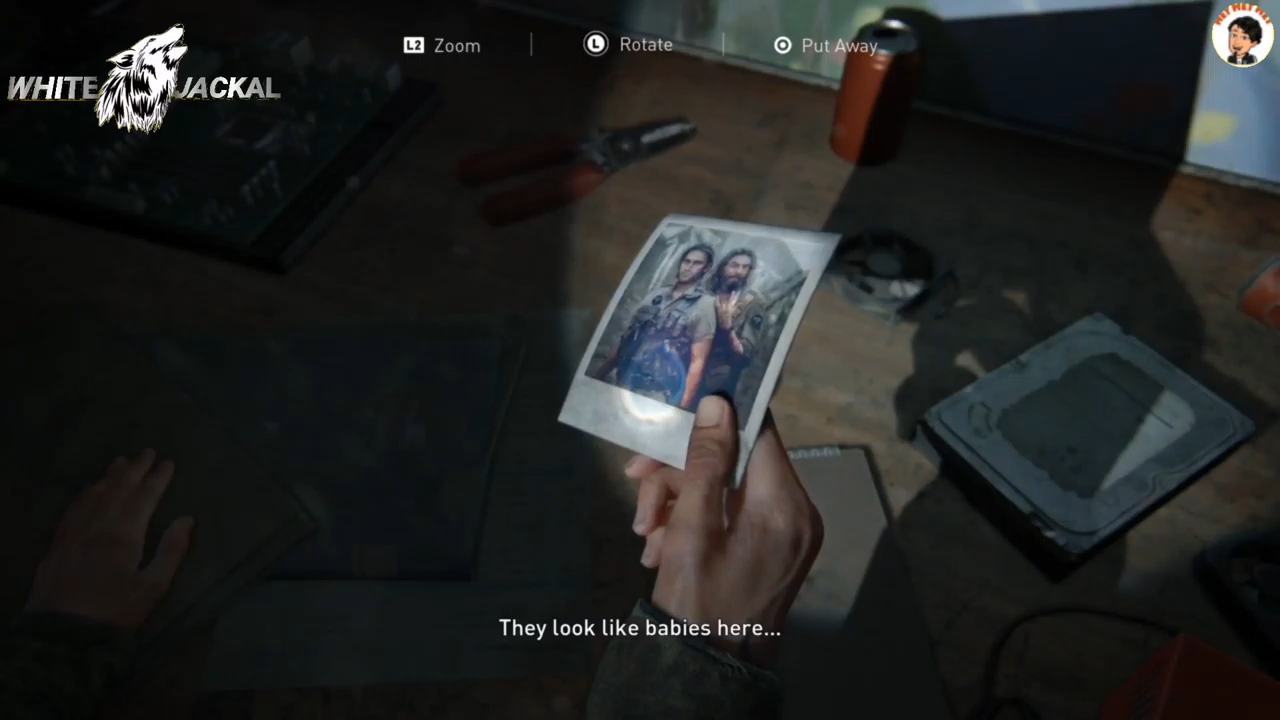 L2 Zoom
L Rotate
Put Away
WHITE JACKAL
They look like babies here...